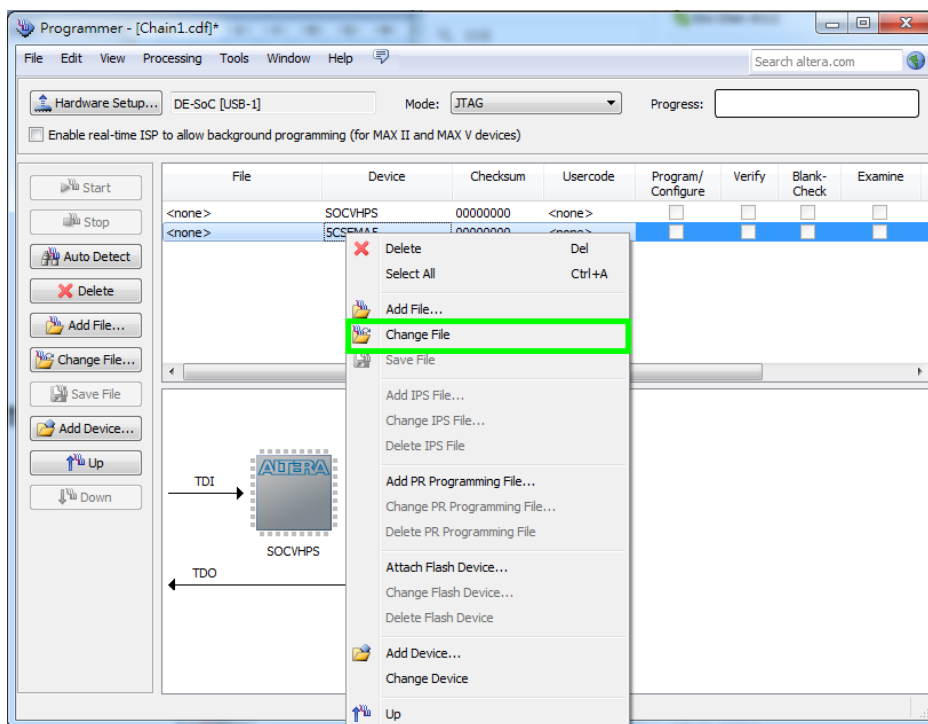 Programmer - [Chain1.cdf]*
File Edit View Processing Tools Window Help
Search altera.com
Hardware Setup... DE-SoC [USB-1] Mode: JTAG Progress:
Enable real-time ISP to allow background programming (for MAX II and MAX V devices)
File Device Checksum Usercode Program/ Verify Blank- Examine
Configure Check
Start
Stop
Auto Detect
Delete
Add File...
Change File...
Save File
Add Device...
Up
Down
<none> SOCVHPS 00000000 <none>
<none> 5CSEMA5 00000000 <none>
Delete Del
Select All Ctrl+A
Add File...
Change File
Save File
Add IPS File...
Change IPS File...
Delete IPS File
Add PR Programming File...
Change PR Programming File...
Delete PR Programming File
Attach Flash Device...
Change Flash Device...
Delete Flash Device
Add Device...
Change Device
Up
TDI
ALTERA
SOCVHPS
TDO